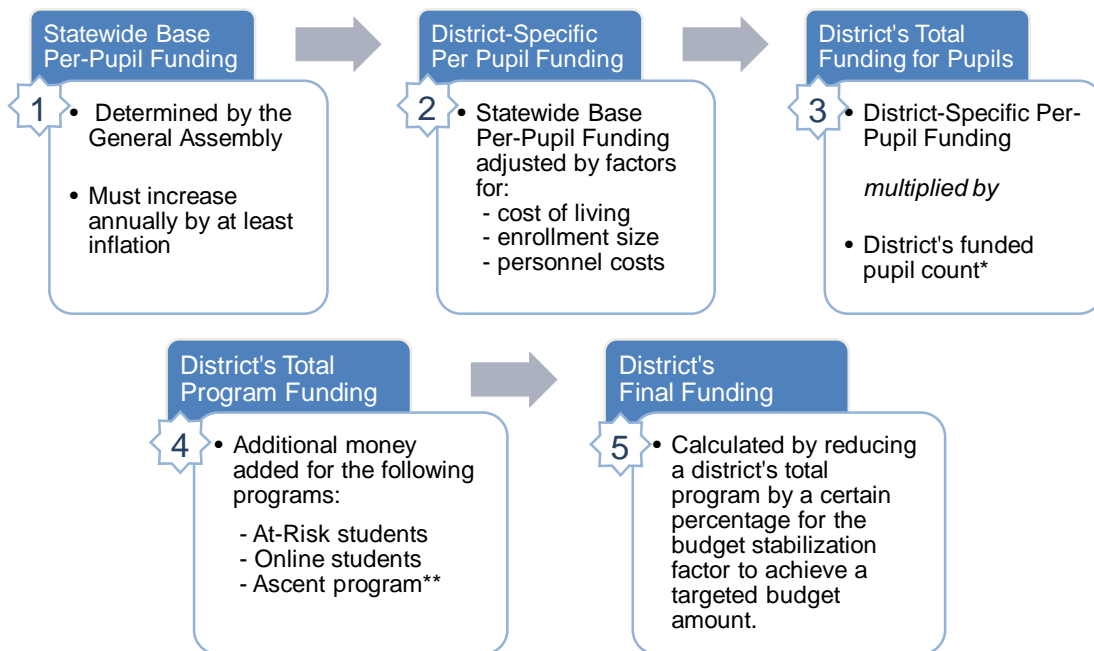 Statewide Base
Per-Pupil Funding
1
• Determined by the
General Assembly
• Must increase
annually by at least
inflation
District-Specific
Per Pupil Funding
2
• Statewide Base
Per-Pupil Funding
adjusted by factors
for:
- cost of living
- enrollment size
- personnel costs
District's Total
Funding for Pupils
3
• District-Specific Per-
Pupil Funding
multiplied by
• District's funded
pupil count*
District's Total
Program Funding
4
• Additional money
added for the following
programs:
- At-Risk students
- Online students
- Ascent program**
District's
Final Funding
5
• Calculated by reducing
a district's total
program by a certain
percentage for the
budget stabilization
factor to achieve a
targeted budget
amount.